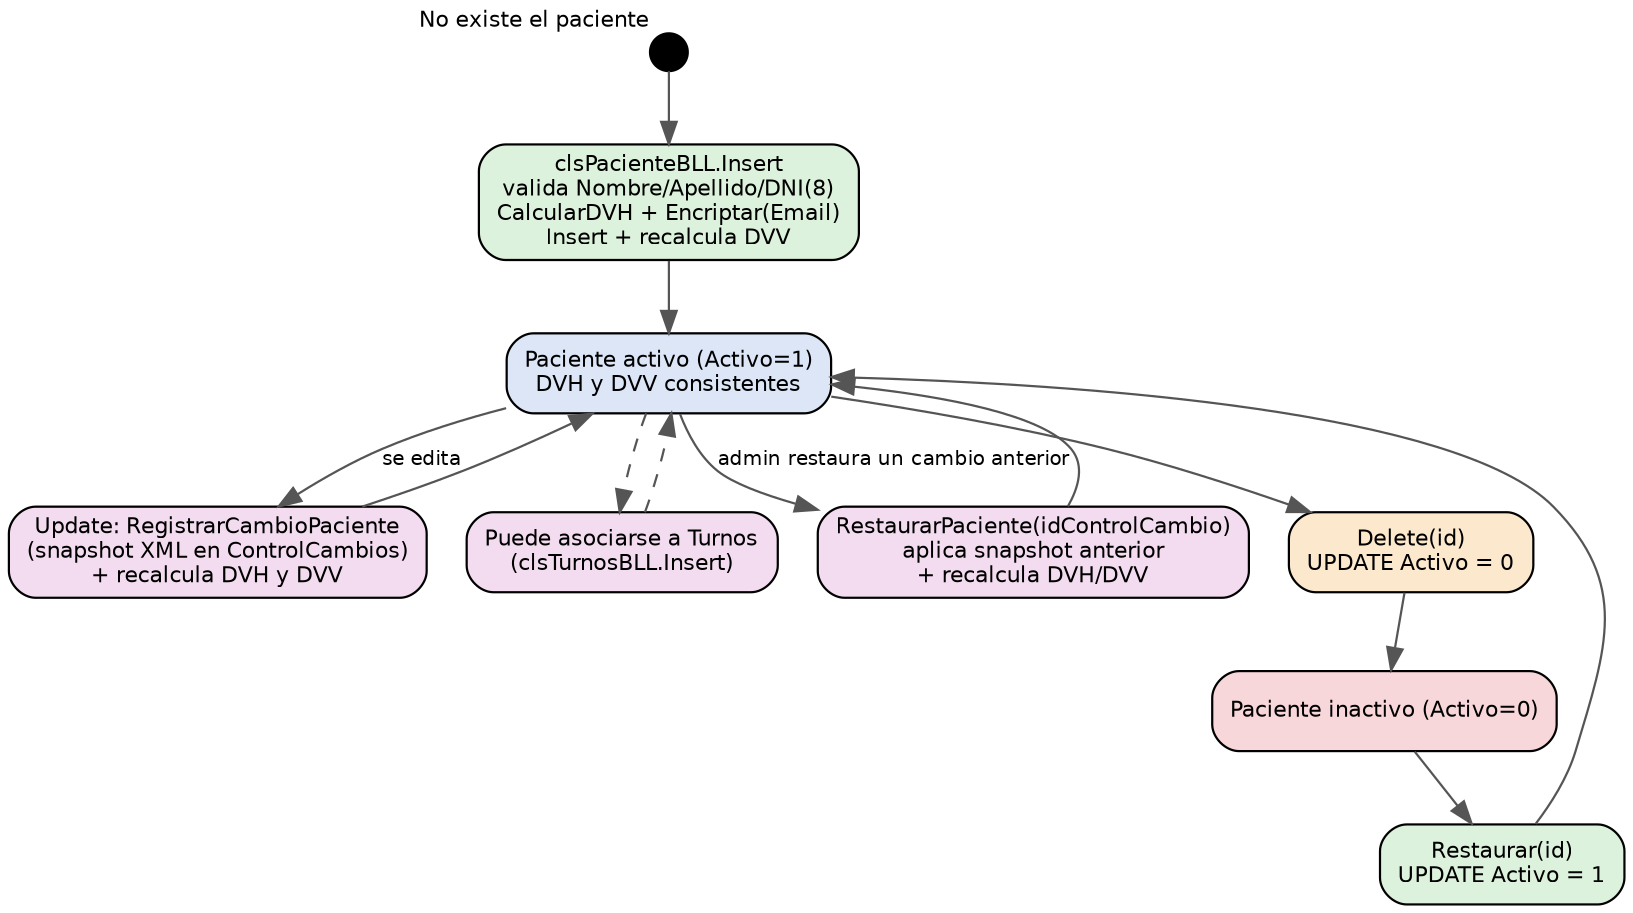 No existe el paciente
clsPacienteBLL.Insert
valida Nombre/Apellido/DNI(8)
CalcularDVH + Encriptar(Email)
Insert + recalcula DVV
Paciente activo (Activo=1)
DVH y DVV consistentes
se edita
admin restaura un cambio anterior
Update: RegistrarCambioPaciente
(snapshot XML en ControlCambios)
+ recalcula DVH y DVV
Puede asociarse a Turnos
(clsTurnosBLL.Insert)
RestaurarPaciente(idControlCambio)
aplica snapshot anterior
+ recalcula DVH/DVV
Delete(id)
UPDATE Activo = 0
Paciente inactivo (Activo=0)
Restaurar(id)
UPDATE Activo = 1